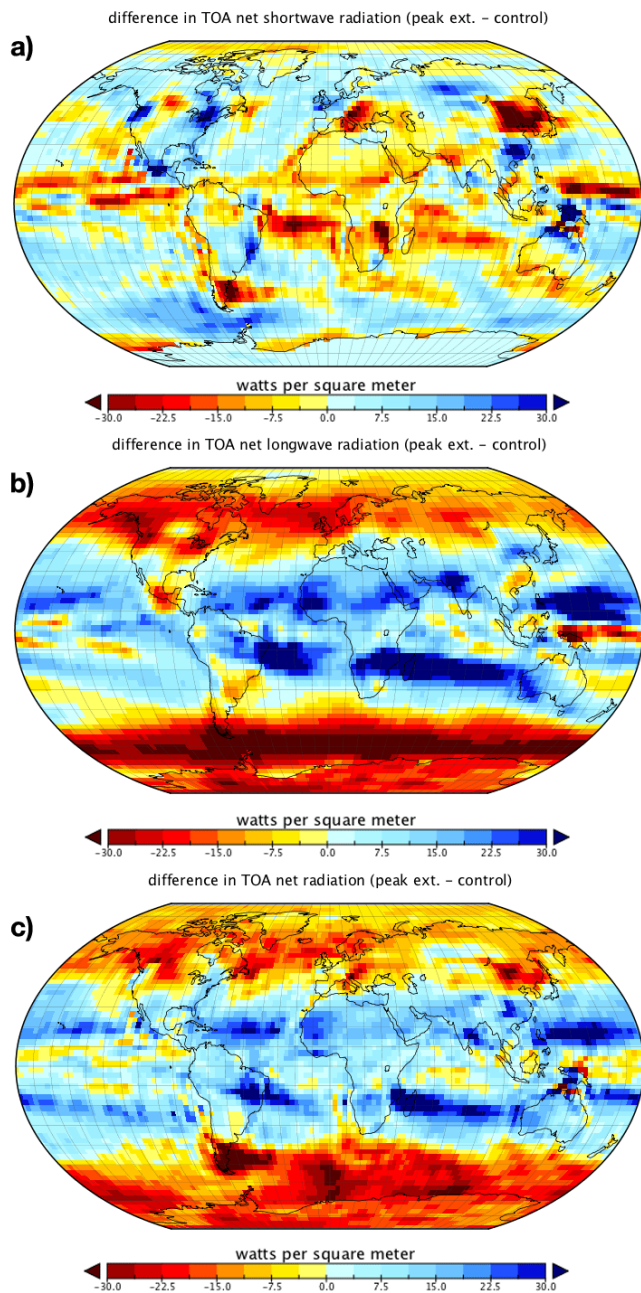 difference in TOA net shortwave radiation (peak ext. – control)
a)
watts per square meter
-30.0 -22.5 -15.0 -7.5 0.0 7.5 15.0 22.5 30.0
difference in TOA net longwave radiation (peak ext. – control)
b)
watts per square meter
-30.0 -22.5 -15.0 -7.5 0.0 7.5 15.0 22.5 30.0
difference in TOA net radiation (peak ext. – control)
c)
watts per square meter
-30.0 -22.5 -15.0 -7.5 0.0 7.5 15.0 22.5 30.0